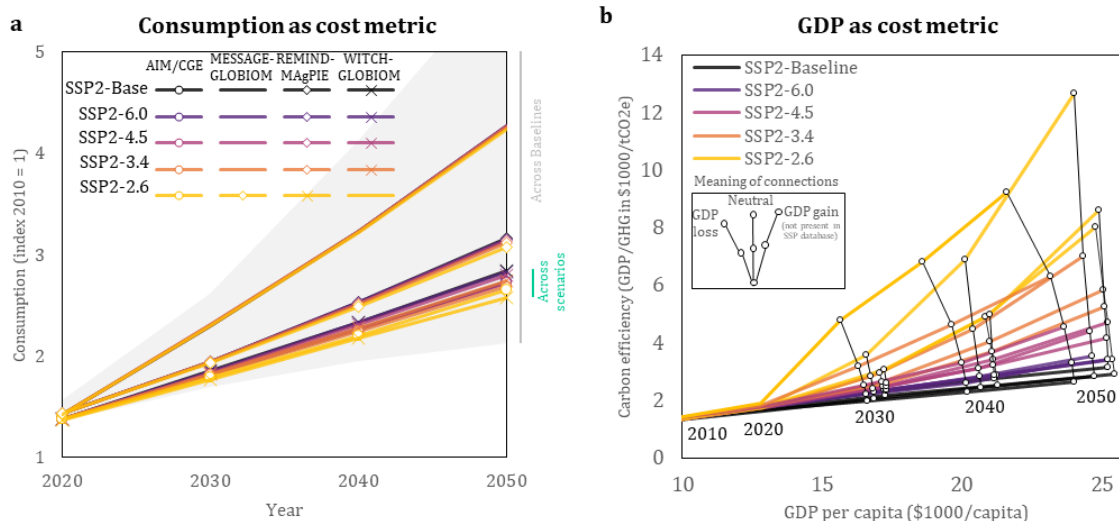 a
Consumption as cost metric
Consumption (index 2010 = 1)
5
4
3
2
1
AIM/CGE
MESSAGE-
GLOBIOM
REMIND-
MAgPIE
WITCH-
GLOBIOM
SSP2-Base
SSP2-6.0
SSP2-4.5
SSP2-3.4
SSP2-2.6
Across Baselines
Across
scenarios
2020
2030
2040
2050
Year
b
GDP as cost metric
Carbon efficiency (GDP/GHG in $1000/tCO2e)
14
12
10
8
6
4
2
0
SSP2-Baseline
SSP2-6.0
SSP2-4.5
SSP2-3.4
SSP2-2.6
Meaning of connections
Neutral
GDP
loss
GDP gain
(not present in
SSP database)
2010
2020
2030
2040
2050
10
15
20
25
GDP per capita ($1000/capita)